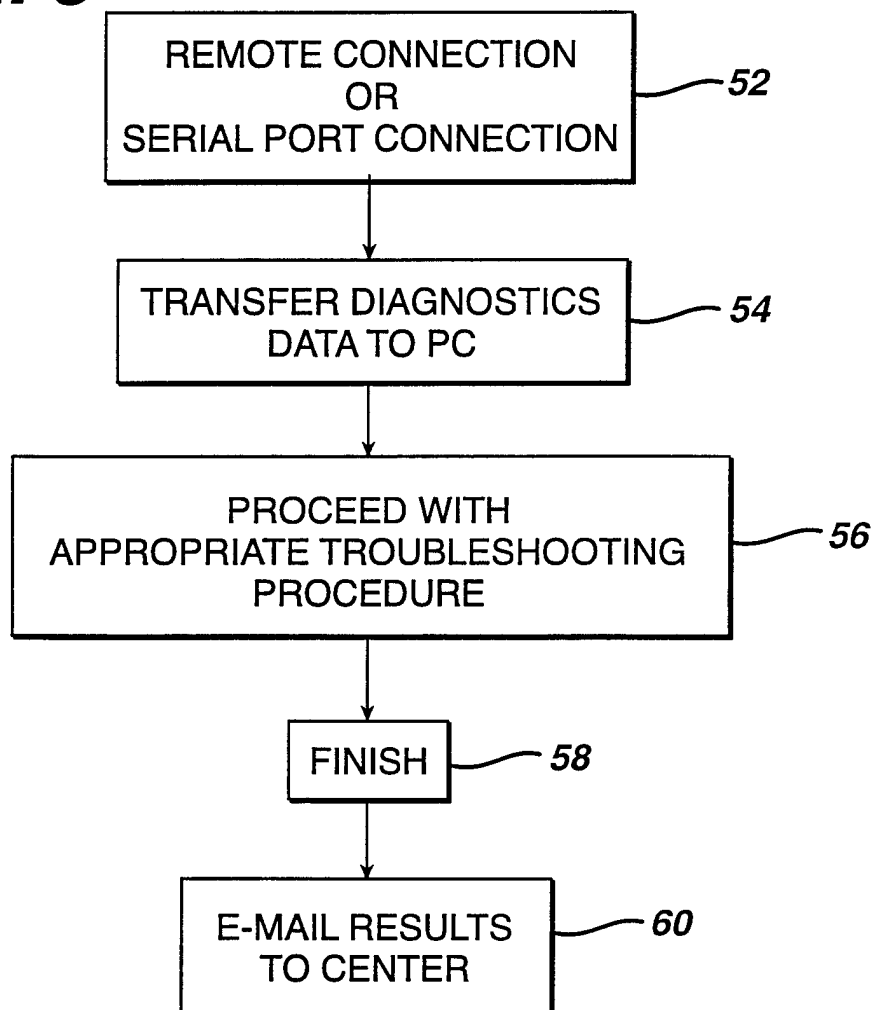 REMOTE CONNECTION
OR
SERIAL PORT CONNECTION
52
TRANSFER DIAGNOSTICS
DATA TO PC
54
PROCEED WITH
APPROPRIATE TROUBLESHOOTING
PROCEDURE
56
FINISH
58
E-MAIL RESULTS
TO CENTER
60